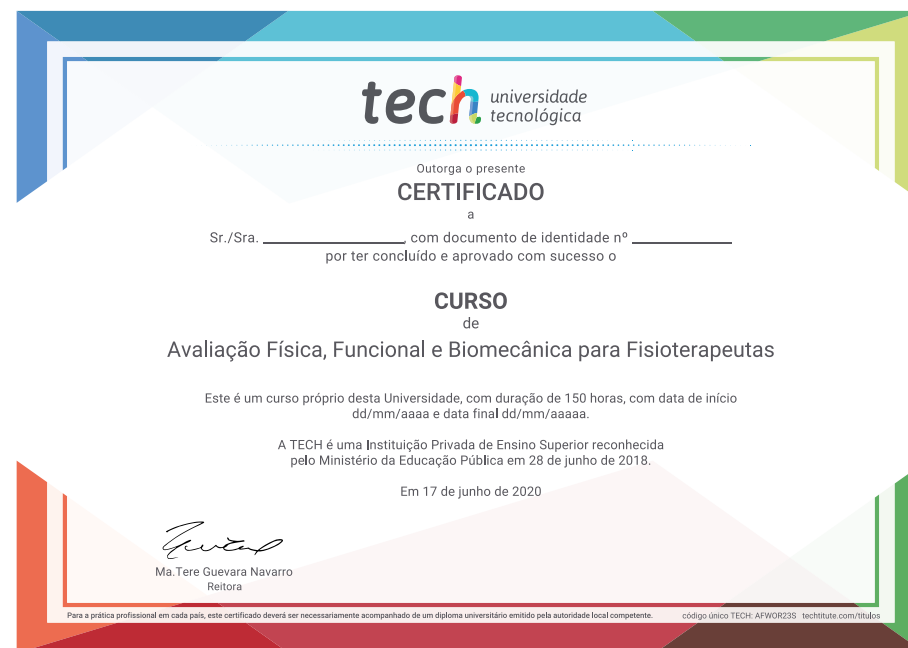 tech universidade
tecnológica
Outorga o presente
CERTIFICADO
a
Sr./Sra. ________________, com documento de identidade nº ___________
por ter concluído e aprovado com sucesso o
CURSO
de
Avaliação Física, Funcional e Biomecânica para Fisioterapeutas
Este é um curso próprio desta Universidade, com duração de 150 horas, com data de início
dd/mm/aaaa e data final dd/mm/aaaaa.
A TECH é uma Instituição Privada de Ensino Superior reconhecida
pelo Ministério da Educação Pública em 28 de junho de 2018.
Em 17 de junho de 2020
Ma.Tere Guevara Navarro
Reitora
Para a prática profissional em cada país, este certificado deverá ser necessariamente acompanhado de um diploma universitário emitido pela autoridade local competente. código único TECH: AFWOR23S techtitute.com/titulos